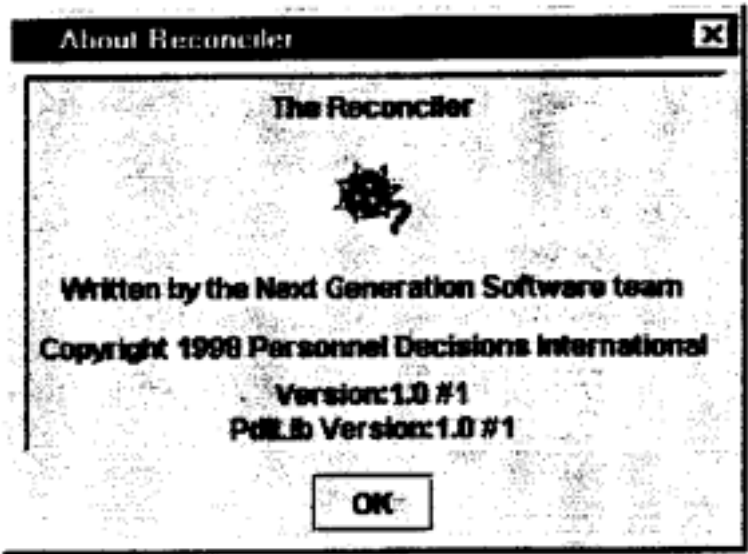 About Reconciler
The Reconciler
Written by the Next Generation Software team
Copyright 1998 Personnel Decisions International
Version:1.0 #1
Version:1.0 #1
OK